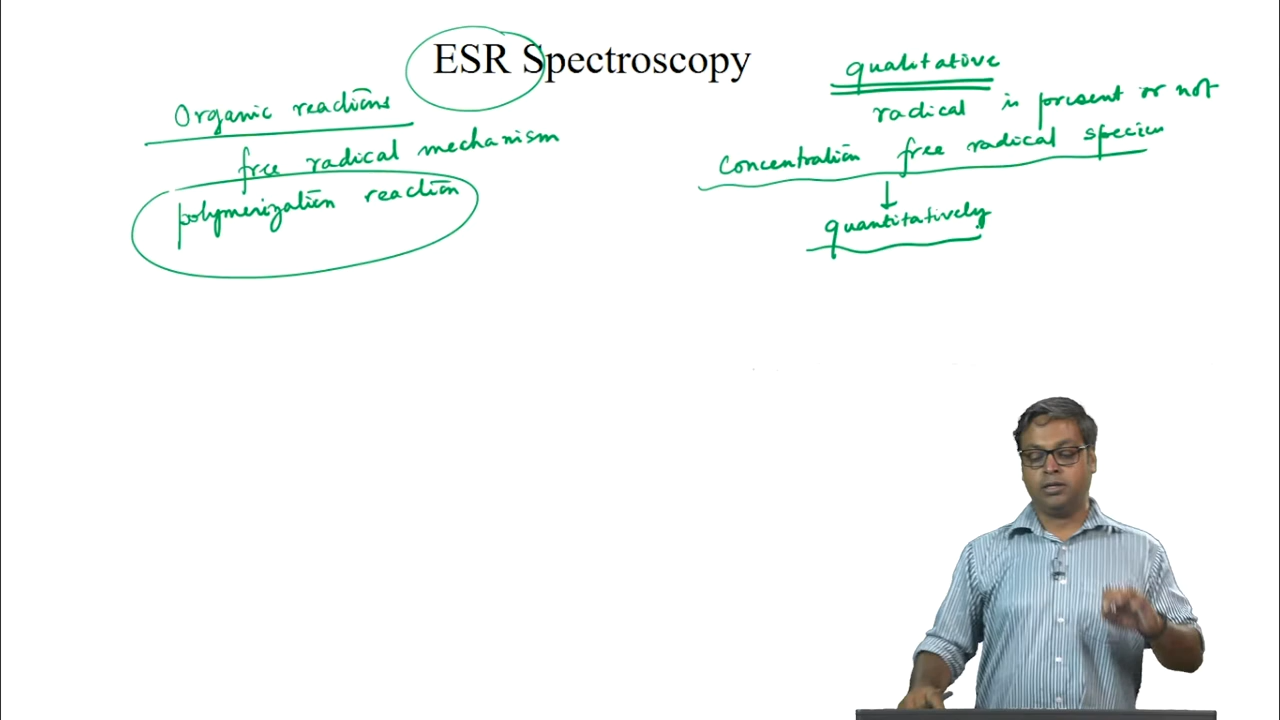 ESR Spectroscopy
Organic reactions
free radical mechanism
polymerization reaction
qualitative
radical is present or not
Concentration free radical species
quantitatively